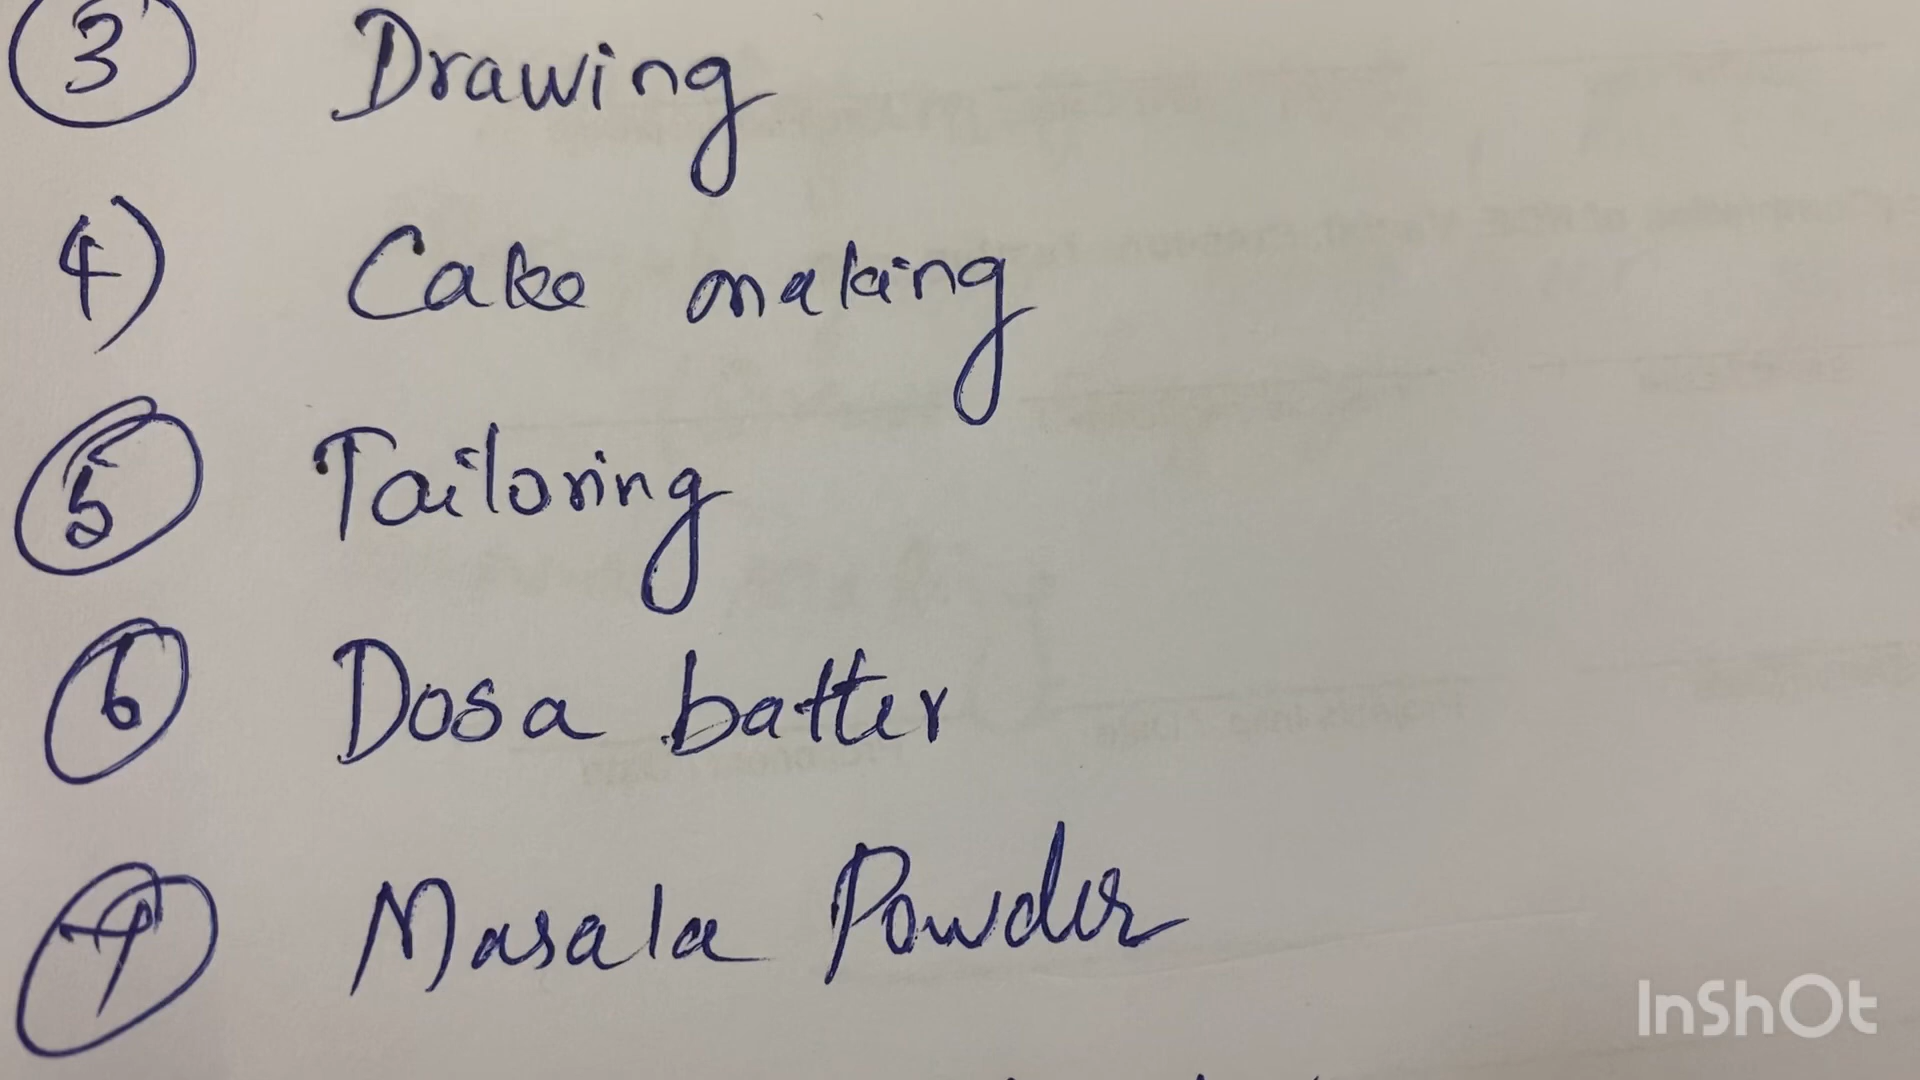 3 Drawing
4) Cake making
5 Tailoring
6 Dosa batter
7 Masala Powder
InShOt